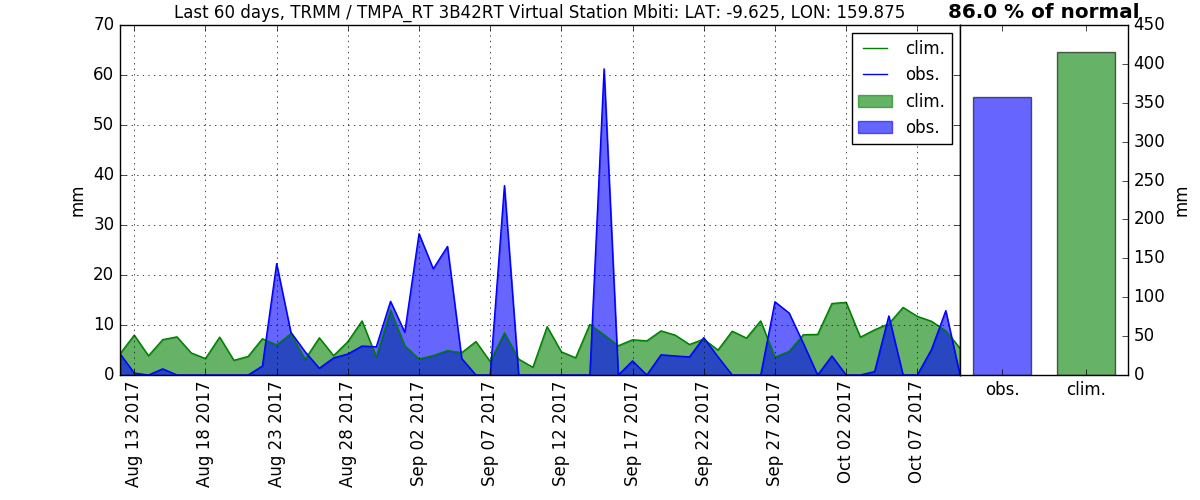 Last 60 days, TRMM / TMPA_RT 3B42RT Virtual Station Mbiti: LAT: -9.625, LON: 159.875
86.0 % of normal
70
60
50
40
30
20
10
0
mm
clim.
obs.
clim.
obs.
450
400
350
300
250
200
150
100
50
0
mm
obs.
clim.
Aug 13 2017
Aug 18 2017
Aug 23 2017
Aug 28 2017
Sep 02 2017
Sep 07 2017
Sep 12 2017
Sep 17 2017
Sep 22 2017
Sep 27 2017
Oct 02 2017
Oct 07 2017